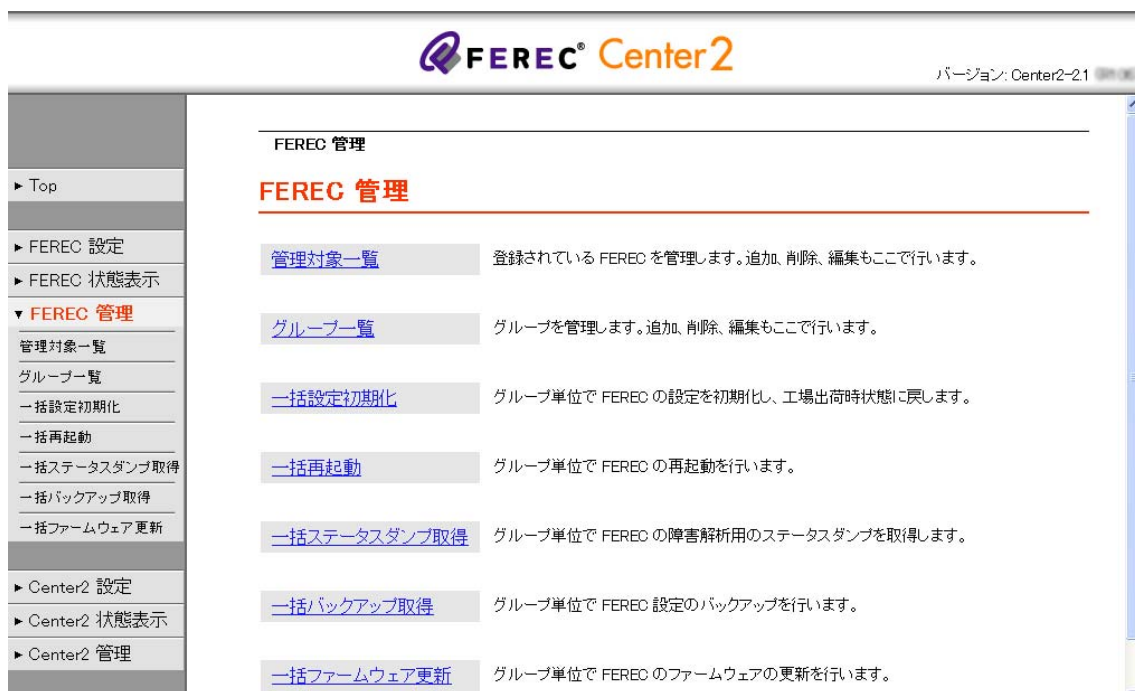 FEREC® Center2
バージョン: Center2-2.1
► Top
► FEREC 設定
► FEREC 状態表示
▼ FEREC 管理
管理対象一覧
グループ一覧
一括設定初期化
一括再起動
一括ステータスダンプ取得
一括バックアップ取得
一括ファームウェア更新
► Center2 設定
► Center2 状態表示
► Center2 管理
FEREC 管理
FEREC 管理
管理対象一覧 登録されている FEREC を管理します。追加、削除、編集もここで行います。
グループ一覧 グループを管理します。追加、削除、編集もここで行います。
一括設定初期化 グループ単位で FEREC の設定を初期化し、工場出荷時状態に戻します。
一括再起動 グループ単位で FEREC の再起動を行います。
一括ステータスダンプ取得 グループ単位で FEREC の障害解析用のステータスダンプを取得します。
一括バックアップ取得 グループ単位で FEREC 設定のバックアップを行います。
一括ファームウェア更新 グループ単位で FEREC のファームウェアの更新を行います。